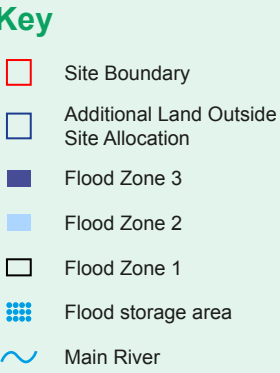 Key
Site Boundary
Additional Land Outside
Site Allocation
Flood Zone 3
Flood Zone 2
Flood Zone 1
Flood storage area
Main River